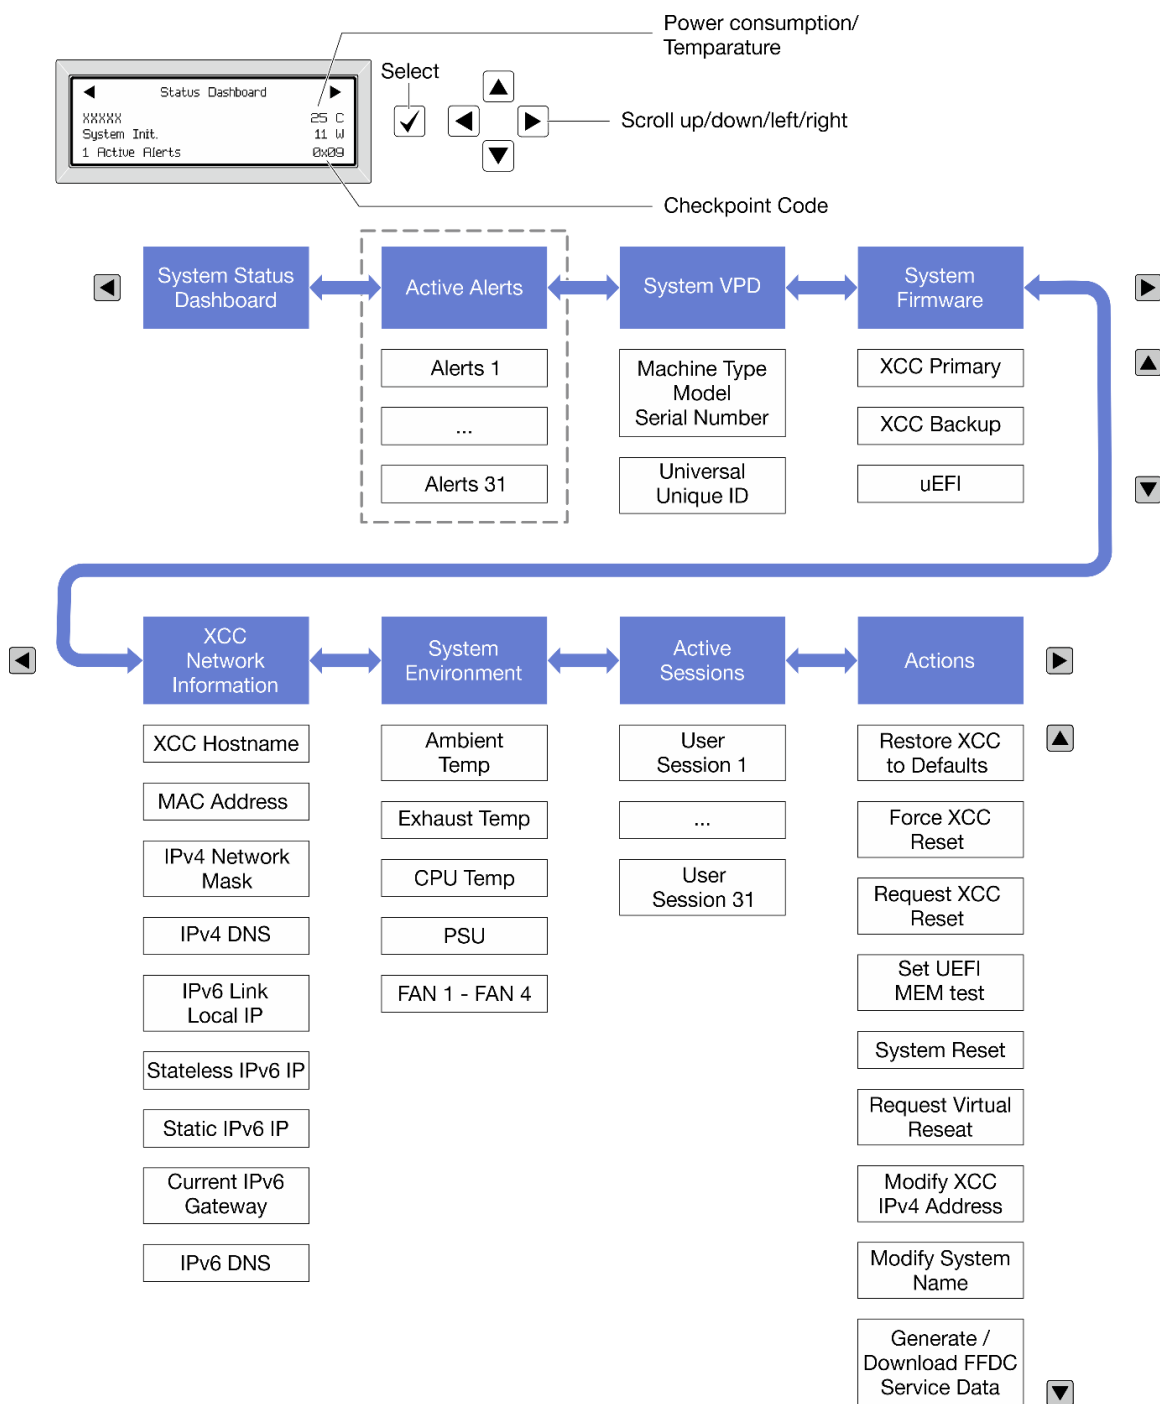 Power consumption/
Temparature
Select
Status Dashboard
XXXXX 25 C
System Init. 11 W
1 Active Alerts 0x09
Scroll up/down/left/right
Checkpoint Code
System Status
Dashboard
Active Alerts
System VPD
System
Firmware
Alerts 1
...
Alerts 31
Machine Type
Model
Serial Number
Universal
Unique ID
XCC Primary
XCC Backup
uEFI
XCC
Network
Information
System
Environment
Active
Sessions
Actions
XCC Hostname
MAC Address
IPv4 Network
Mask
IPv4 DNS
IPv6 Link
Local IP
Stateless IPv6 IP
Static IPv6 IP
Current IPv6
Gateway
IPv6 DNS
Ambient
Temp
Exhaust Temp
CPU Temp
PSU
FAN 1 - FAN 4
User
Session 1
...
User
Session 31
Restore XCC
to Defaults
Force XCC
Reset
Request XCC
Reset
Set UEFI
MEM test
System Reset
Request Virtual
Reseat
Modify XCC
IPv4 Address
Modify System
Name
Generate /
Download FFDC
Service Data